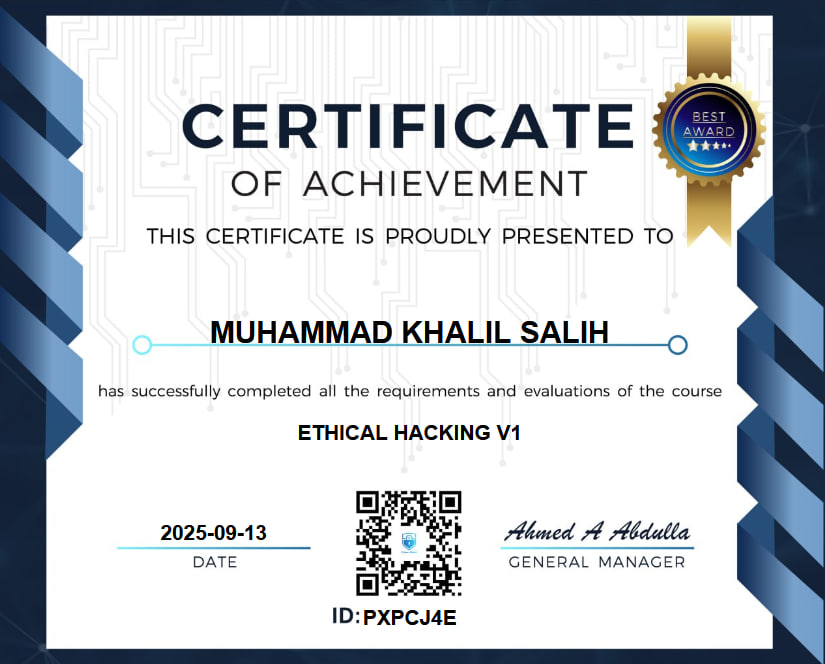 CERTIFICATE
OF ACHIEVEMENT
BEST
AWARD
THIS CERTIFICATE IS PROUDLY PRESENTED TO
MUHAMMAD KHALIL SALIH
has successfully completed all the requirements and evaluations of the course
ETHICAL HACKING V1
2025-09-13
DATE
Ahmed A Abdulla
GENERAL MANAGER
ID: PXPCJ4E